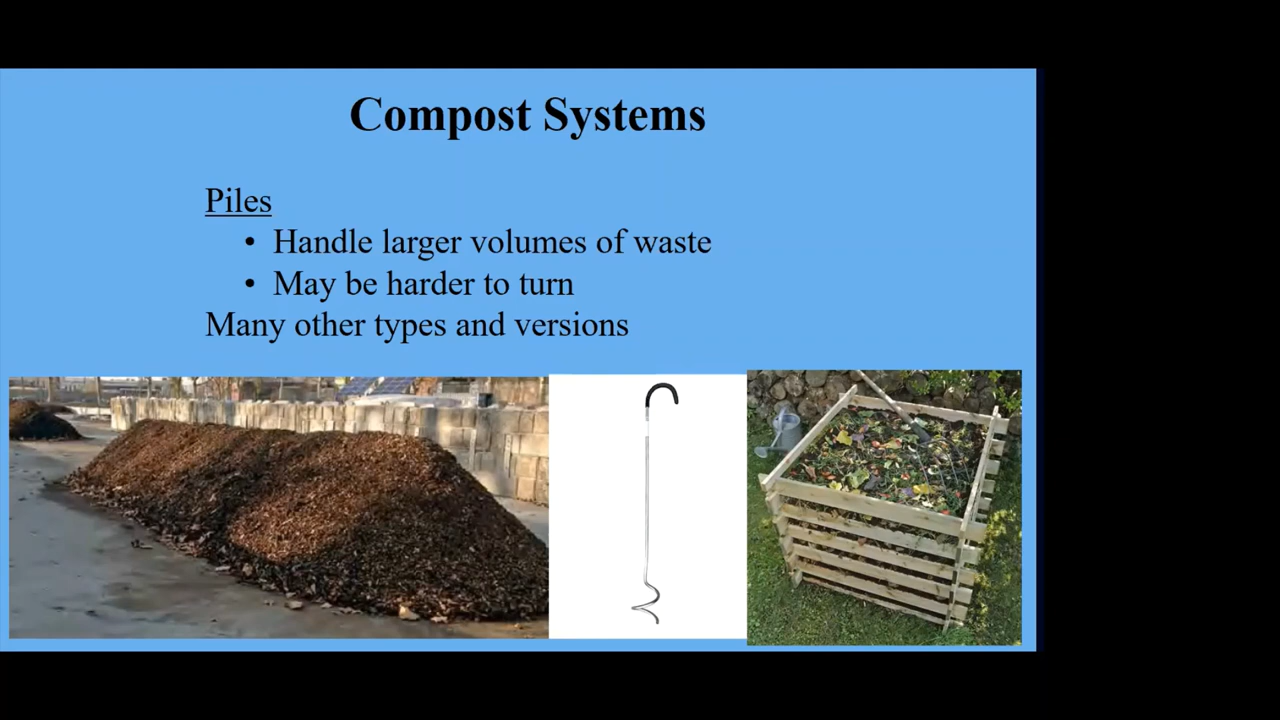 Compost Systems
Piles
• Handle larger volumes of waste
• May be harder to turn
Many other types and versions